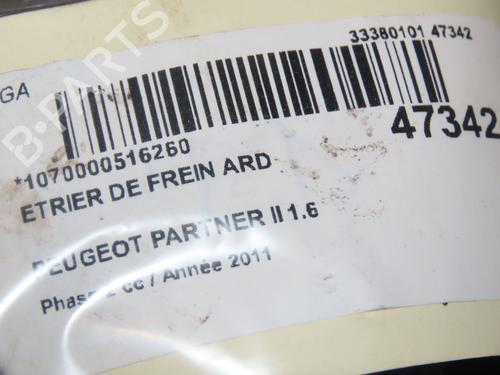 33380101 47342
GA
47342
*1070000516260
ETRIER DE FREIN ARD
PEUGEOT PARTNER II 1.6
Phase 2 cc / Année 2011
B-PARTS